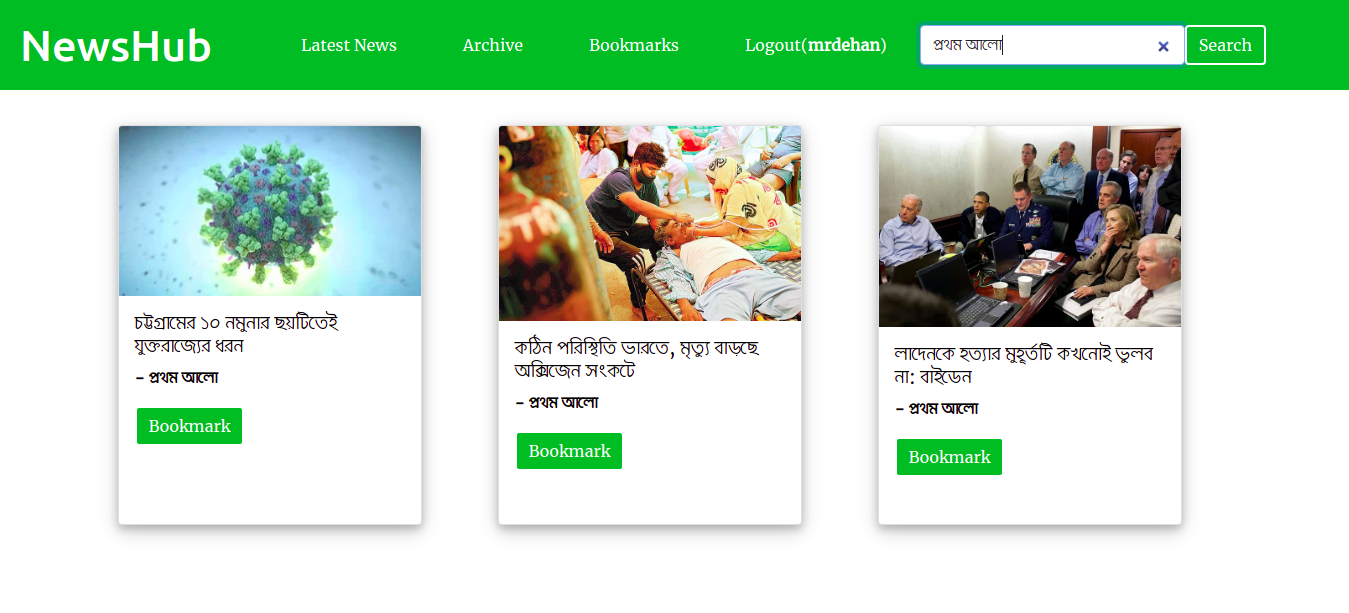 NewsHub
Latest News
Archive
Bookmarks
Logout(mrdehan)
প্রথম আলো
Search
চট্টগ্রামের ১০ নমুনার ছয়টিতেই
যুক্তরাজ্যের ধরন
- প্রথম আলো
Bookmark
কঠিন পরিস্থিতি ভারতে, মৃত্যু বাড়ছে
অক্সিজেন সংকটে
- প্রথম আলো
Bookmark
লাদেনকে হত্যার মুহূর্তটি কখনোই ভুলব
না: বাইডেন
- প্রথম আলো
Bookmark